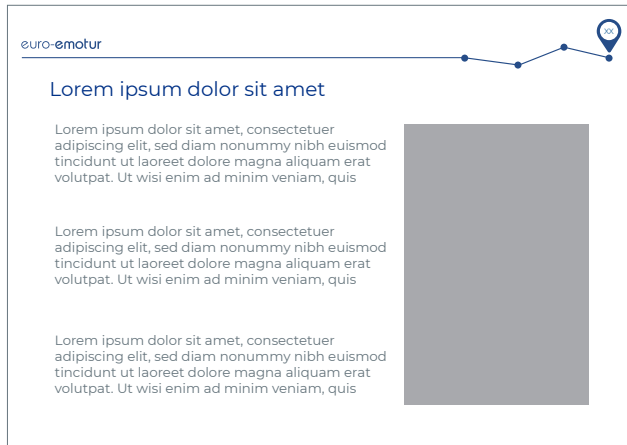 euro-emotur
XX
Lorem ipsum dolor sit amet
Lorem ipsum dolor sit amet, consectetuer
adipiscing elit, sed diam nonummy nibh euismod
tincidunt ut laoreet dolore magna aliquam erat
volutpat. Ut wisi enim ad minim veniam, quis
Lorem ipsum dolor sit amet, consectetuer
adipiscing elit, sed diam nonummy nibh euismod
tincidunt ut laoreet dolore magna aliquam erat
volutpat. Ut wisi enim ad minim veniam, quis
Lorem ipsum dolor sit amet, consectetuer
adipiscing elit, sed diam nonummy nibh euismod
tincidunt ut laoreet dolore magna aliquam erat
volutpat. Ut wisi enim ad minim veniam, quis